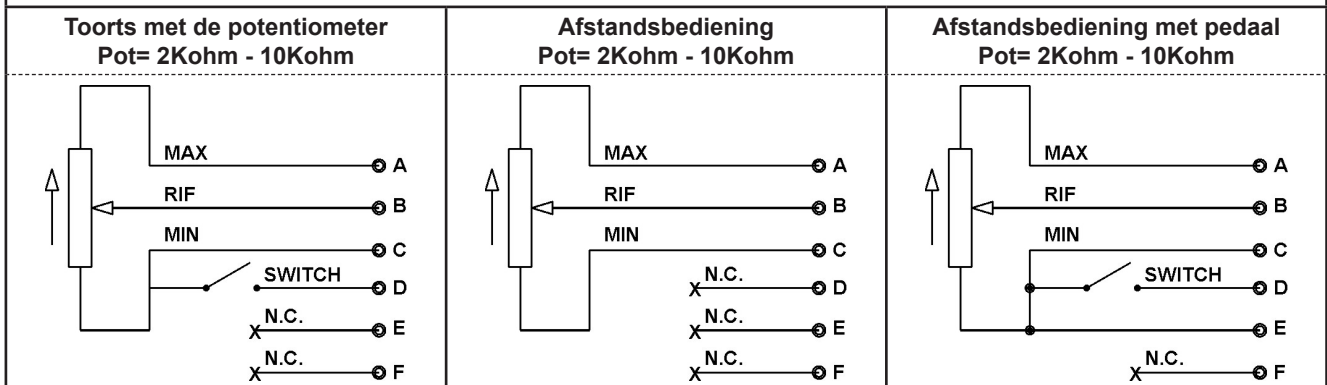 Toorts met de potentiometer
Pot= 2Kohm - 10Kohm
MAX
A
RIF
B
MIN
C
SWITCH
D
N.C.
E
N.C.
F
Afstandsbediening
Pot= 2Kohm - 10Kohm
MAX
A
RIF
B
MIN
C
N.C.
D
N.C.
E
N.C.
F
Afstandsbediening met pedaal
Pot= 2Kohm - 10Kohm
MAX
A
RIF
B
MIN
C
SWITCH
D
E
N.C.
F